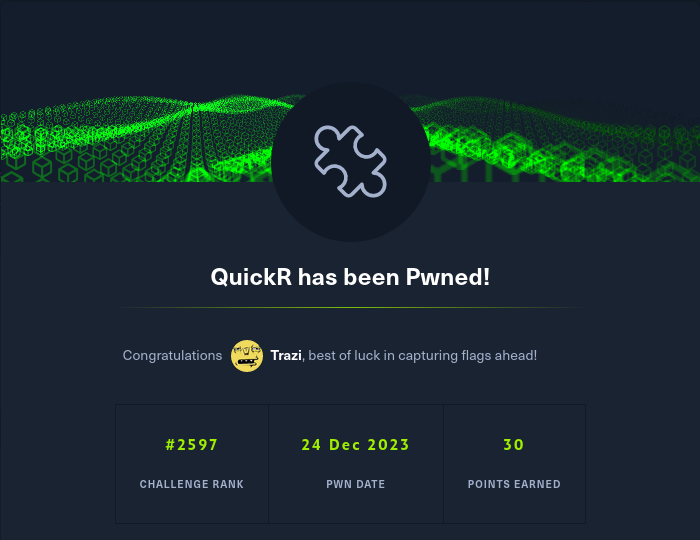 QuickR has been Pwned!
Congratulations Trazi, best of luck in capturing flags ahead!
#2597 24 Dec 2023 30
CHALLENGE RANK PWN DATE POINTS EARNED